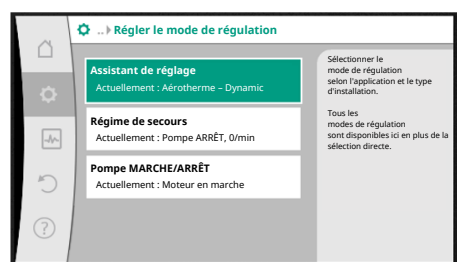 .. Régler le mode de régulation
Assistant de réglage
Actuellement : Aérotherme – Dynamic
Régime de secours
Actuellement : Pompe ARRÊT, 0/min
Pompe MARCHE/ARRÊT
Actuellement : Moteur en marche
Sélectionner le
mode de régulation
selon l'application et le type
d'installation.
Tous les
modes de régulation
sont disponibles ici en plus de la
sélection directe.